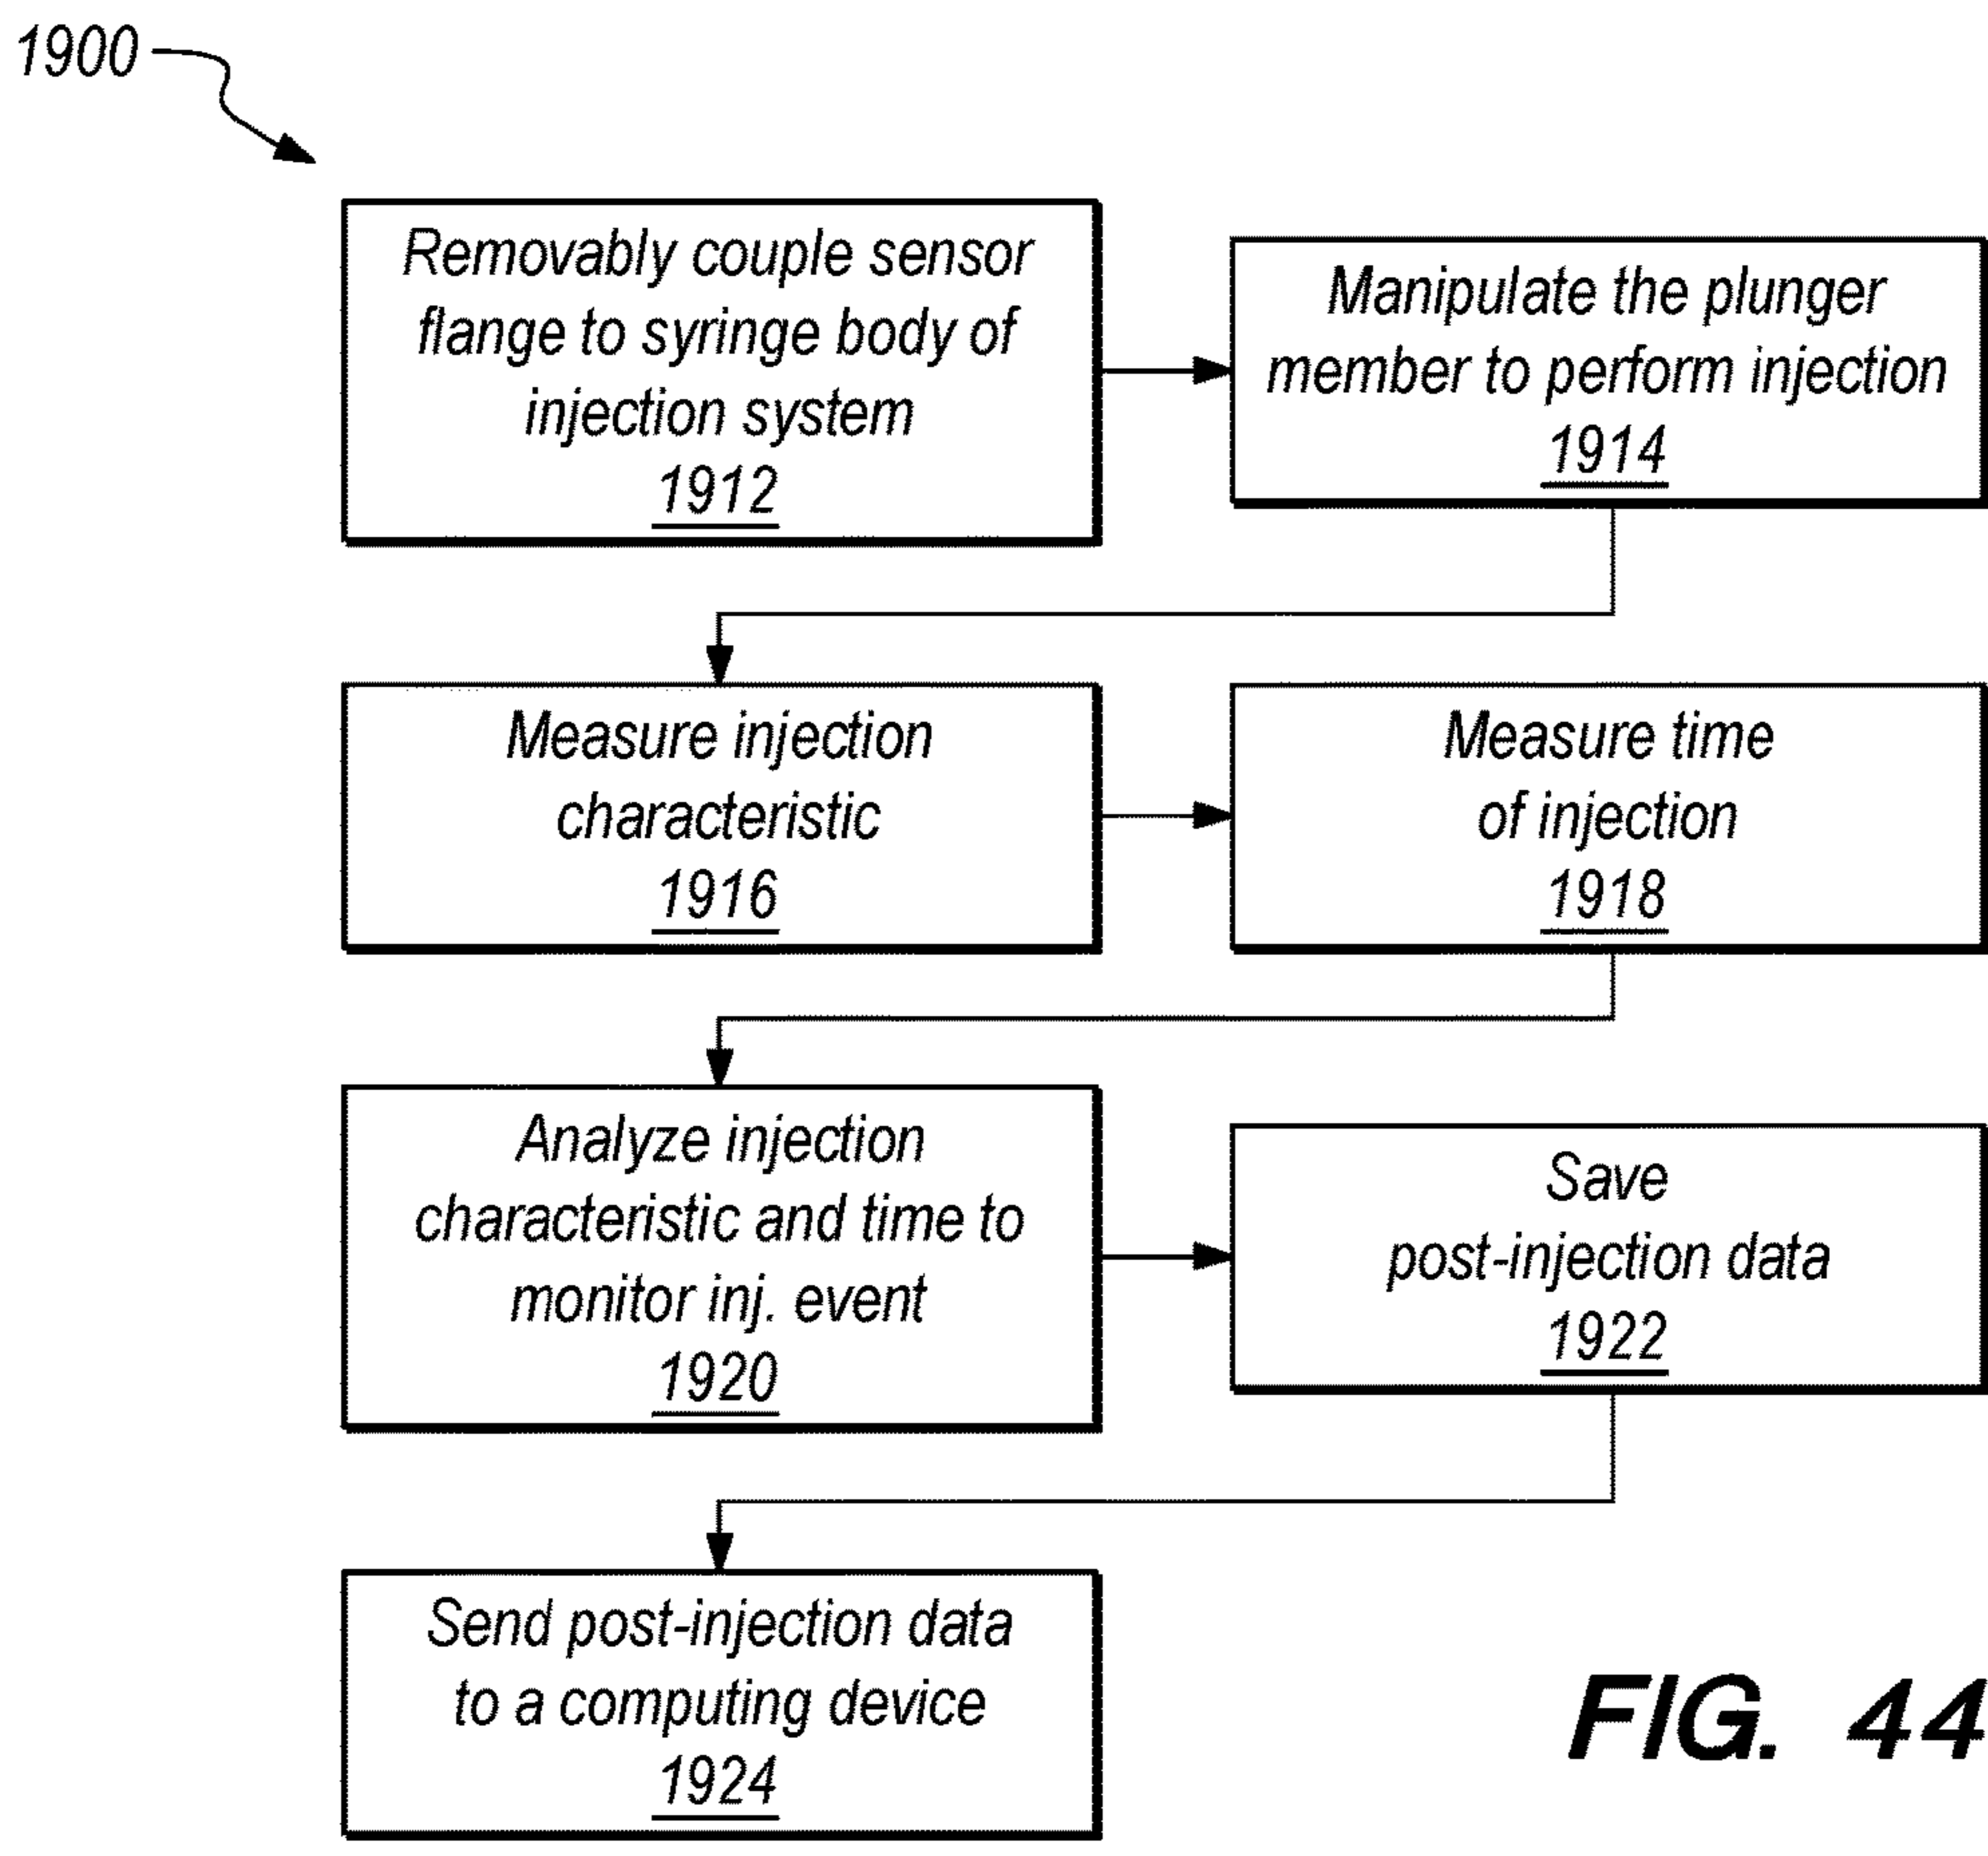 1900
Removably couple sensor
flange to syringe body of
injection system
1912
Manipulate the plunger
member to perform injection
1914
Measure injection
characteristic
1916
Measure time
of injection
1918
Analyze injection
characteristic and time to
monitor inj. event
1920
Save
post-injection data
1922
Send post-injection data
to a computing device
1924
FIG. 44